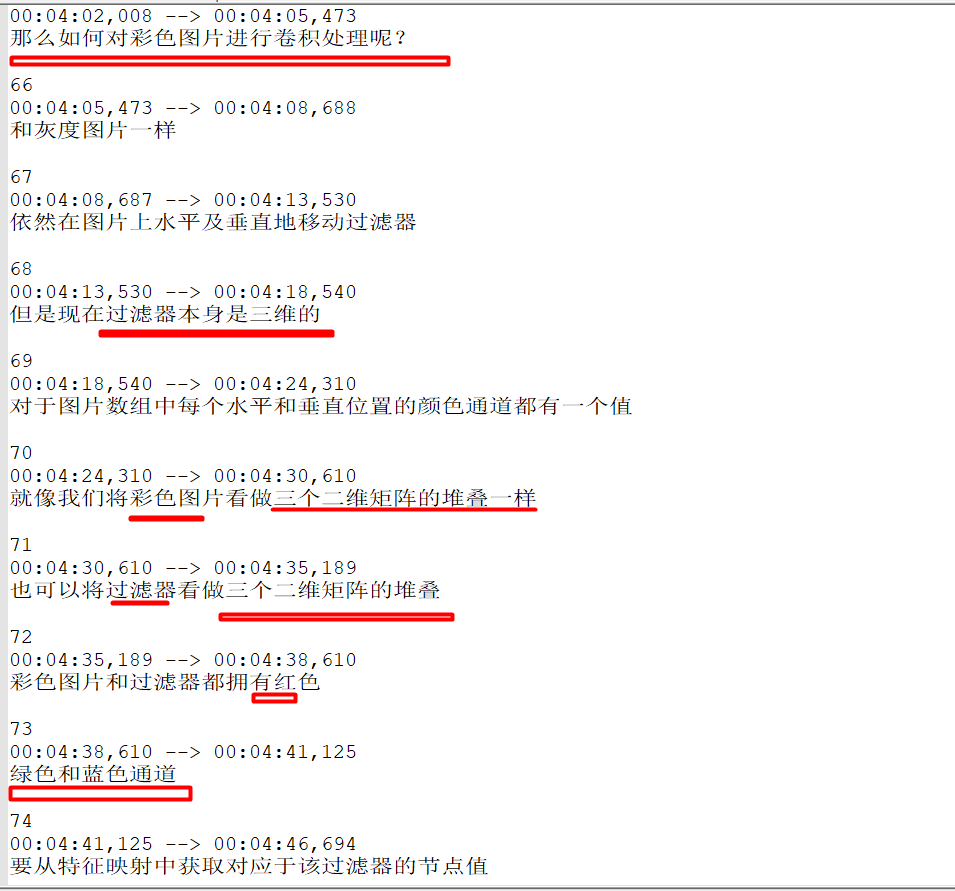 00:04:02,008 --> 00:04:05,473
那么如何对彩色图片进行卷积处理呢？
66
00:04:05,473 --> 00:04:08,688
和灰度图片一样
67
00:04:08,687 --> 00:04:13,530
依然在图片上水平及垂直地移动过滤器
68
00:04:13,530 --> 00:04:18,540
但是现在过滤器本身是三维的
69
00:04:18,540 --> 00:04:24,310
对于图片数组中每个水平和垂直位置的颜色通道都有一个值
70
00:04:24,310 --> 00:04:30,610
就像我们将彩色图片看做三个二维矩阵的堆叠一样
71
00:04:30,610 --> 00:04:35,189
也可以将过滤器看做三个二维矩阵的堆叠
72
00:04:35,189 --> 00:04:38,610
彩色图片和过滤器都拥有红色
73
00:04:38,610 --> 00:04:41,125
绿色和蓝色通道
74
00:04:41,125 --> 00:04:46,694
要从特征映射中获取对应于该过滤器的节点值